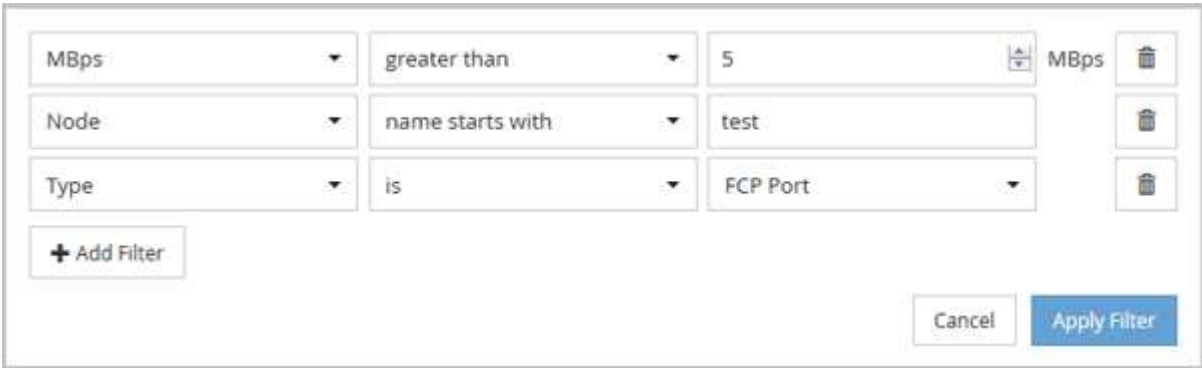 MBps greater than 5 MBps
Node name starts with test
Type is FCP Port
+ Add Filter
Cancel Apply Filter